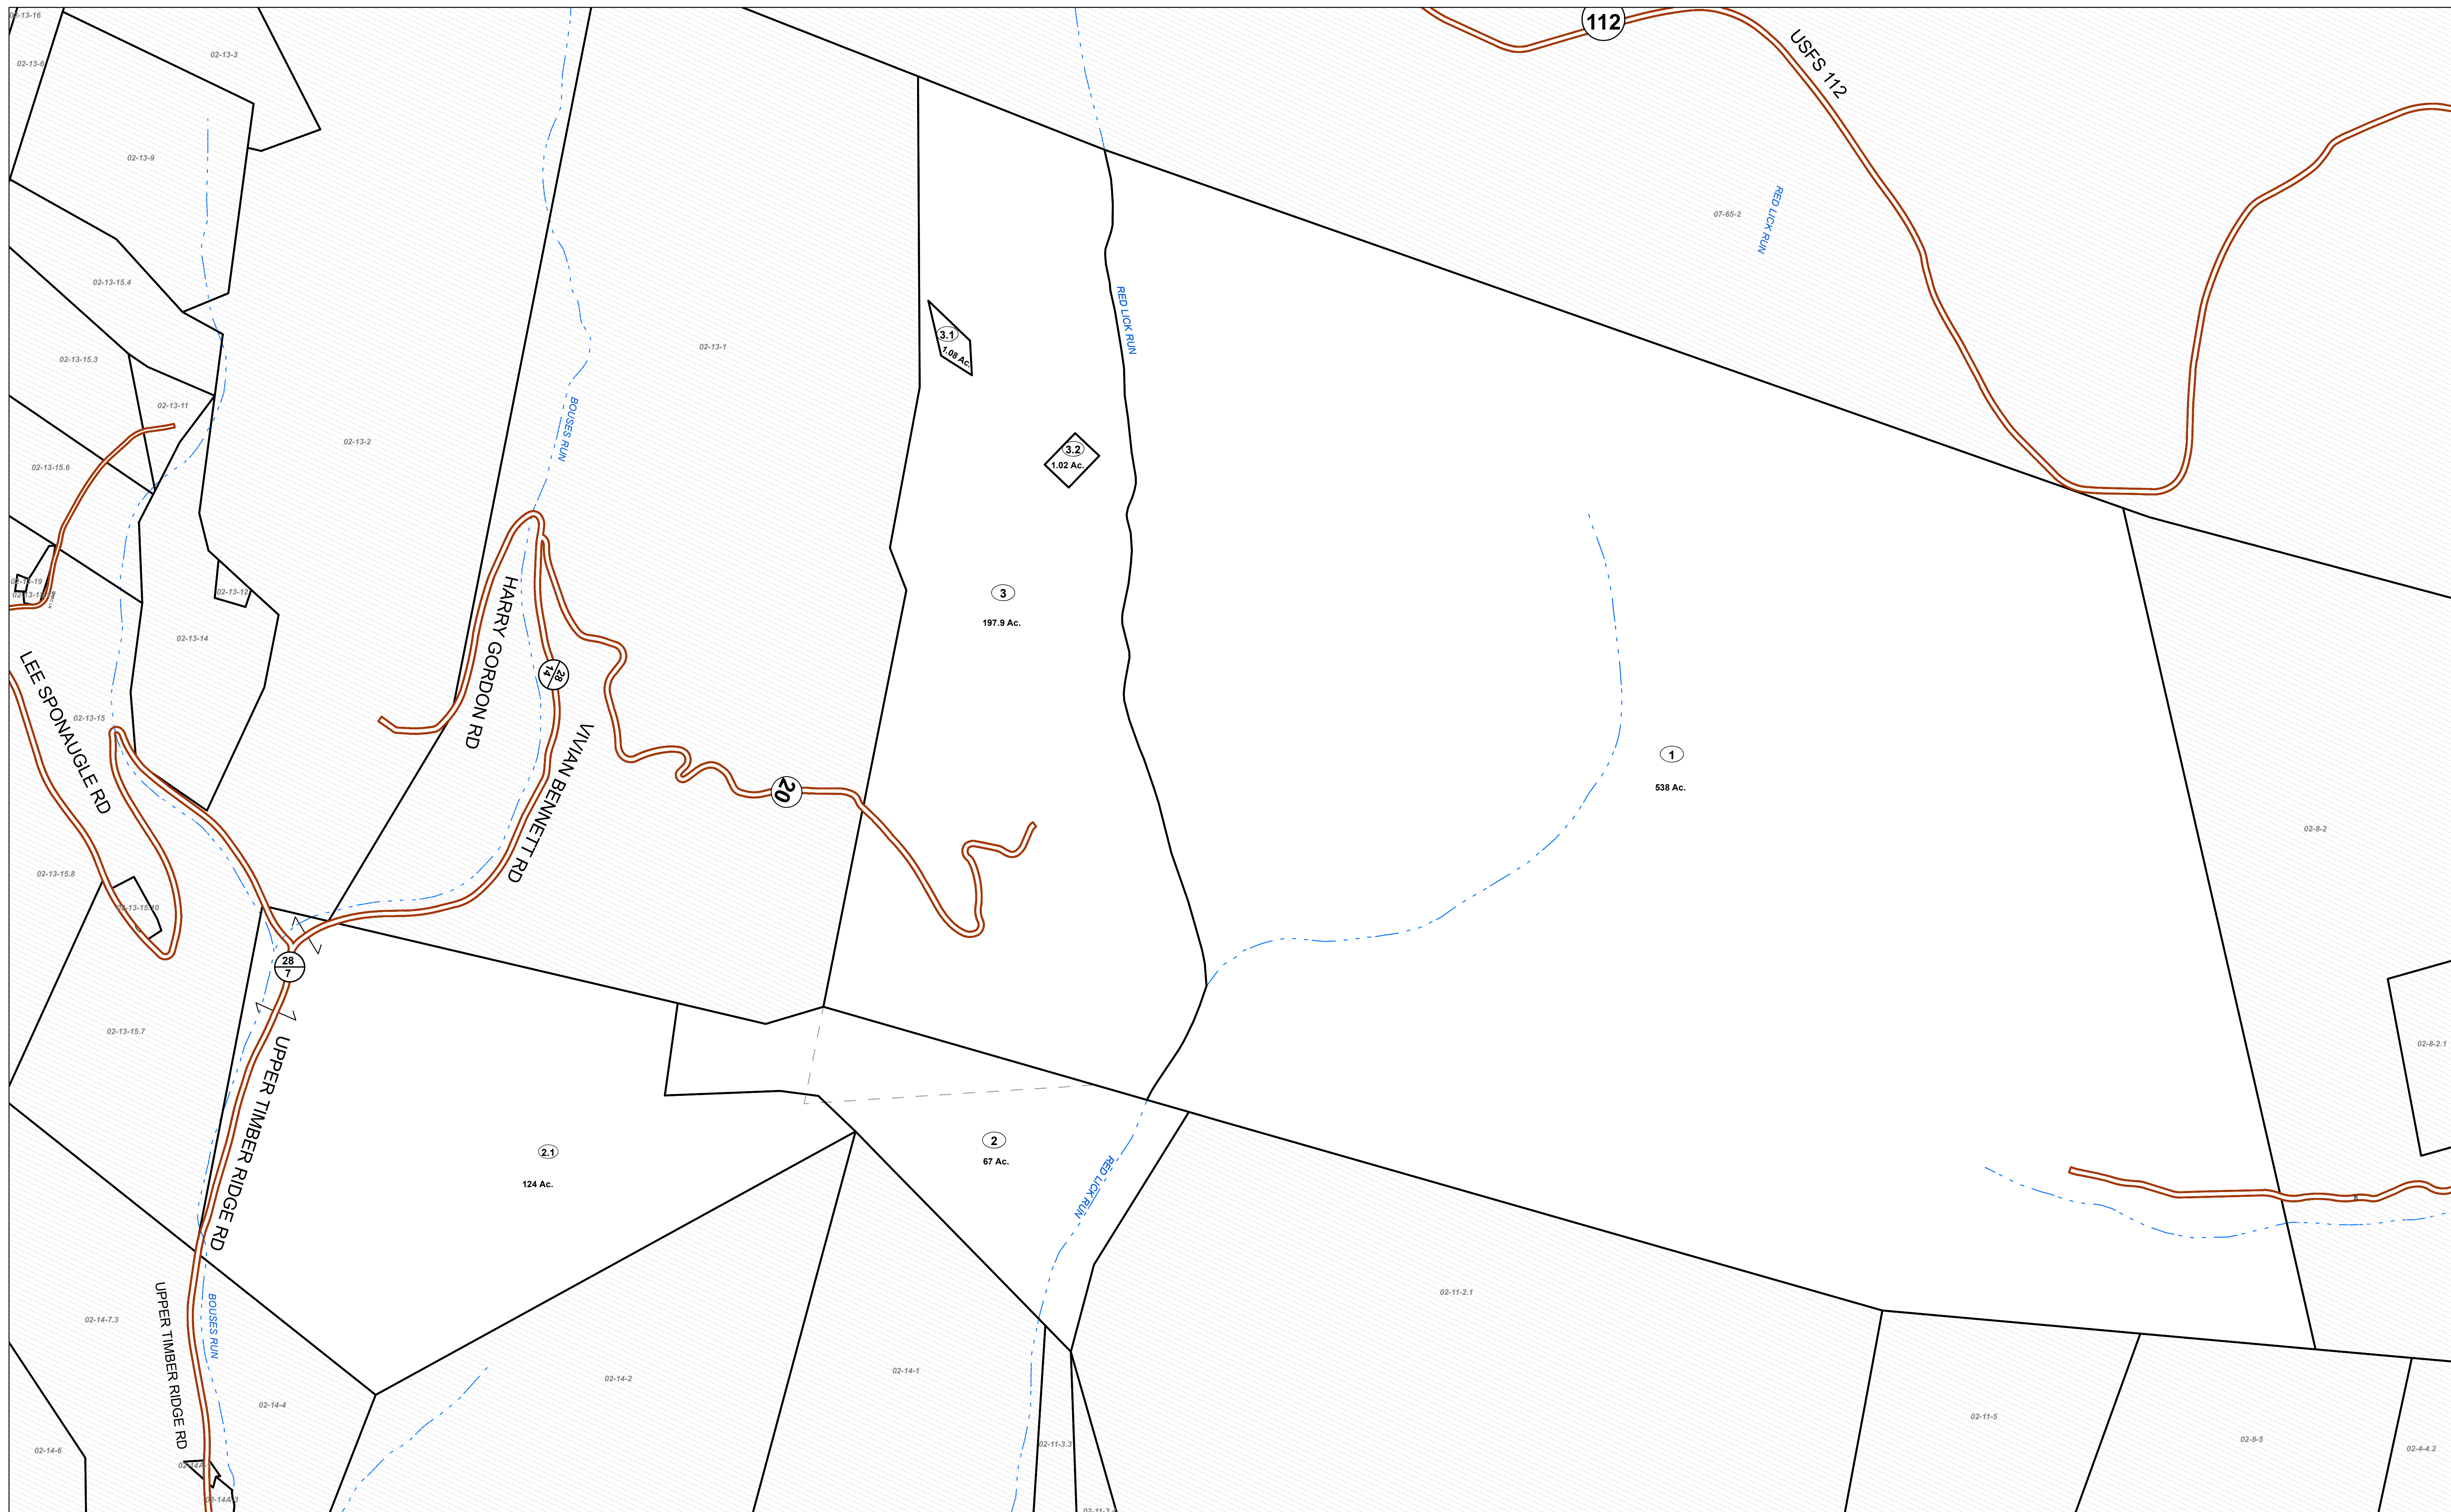 02-13-16
112
02-13-3
02-13-6
USFS 112
02-13-9
RED LICK RUN
07-65-2
02-13-15.4
RED LICK RUN
3.1
1.08 Ac.
02-13-1
02-13-15.3
02-13-11
BOUSES RUN
02-13-2
3.2
1.02 Ac.
02-13-15.6
02-13-12
3
197.9 Ac.
02-13-14
HARRY GORDON RD
28
14
LEE SPONAUGLE RD
02-13-15
VIVIAN BENNETT RD
20
1
538 Ac.
02-8-2
02-13-15.8
02-13-15.10
28
7
02-13-15.7
UPPER TIMBER RIDGE RD
02-8-2.1
2
67 Ac.
2.1
124 Ac.
RED LICK RUN
02-11-2.1
UPPER TIMBER RIDGE RD
BOUSES RUN
02-14-7.3
02-14-2
02-14-1
02-14-4
02-11-5
02-11-3.3
02-8-5
02-14-6
02-4-4.2